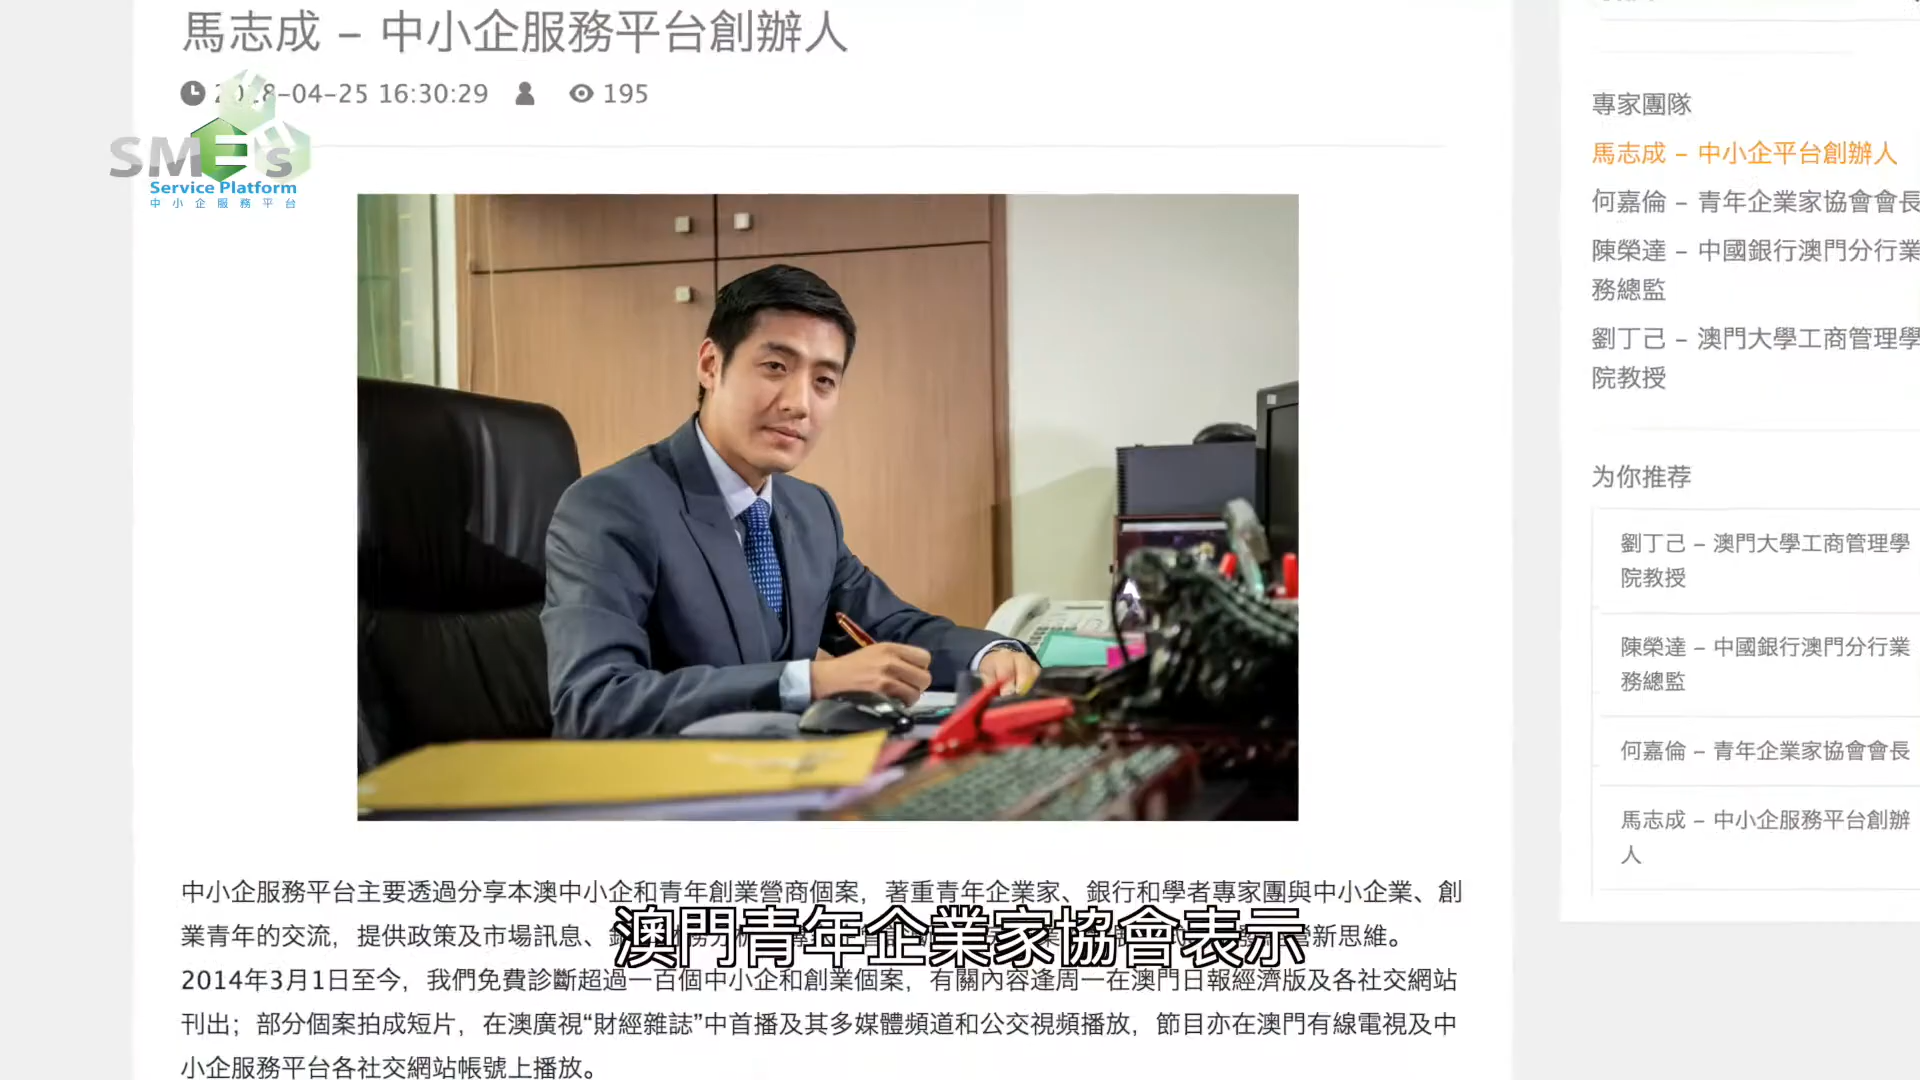 馬志成 – 中小企服務平台創辦人
2018-04-25 16:30:29 195
SMEs
Service Platform
中小企服務平台
專家團隊
馬志成 – 中小企平台創辦人
何嘉倫 – 青年企業家協會會長
陳榮達 – 中國銀行澳門分行業
務總監
劉丁己 – 澳門大學工商管理學
院教授
为你推荐
劉丁己 – 澳門大學工商管理學
院教授
陳榮達 – 中國銀行澳門分行業
務總監
何嘉倫 – 青年企業家協會會長
馬志成 – 中小企服務平台創辦
人
中小企服務平台主要透過分享本澳中小企和青年創業營商個案，著重青年企業家、銀行和學者專家團與中小企業、創
業青年的交流，提供政策及市場訊息、營新思維。
澳門青年企業家協會表示
2014年3月1日至今，我們免費診斷超過一百個中小企和創業個案，有關內容逢周一在澳門日報經濟版及各社交網站
刊出；部分個案拍成短片，在澳廣視“財經雜誌”中首播及其多媒體頻道和公交視頻播放，節目亦在澳門有線電視及中
小企服務平台各社交網站帳號上播放。